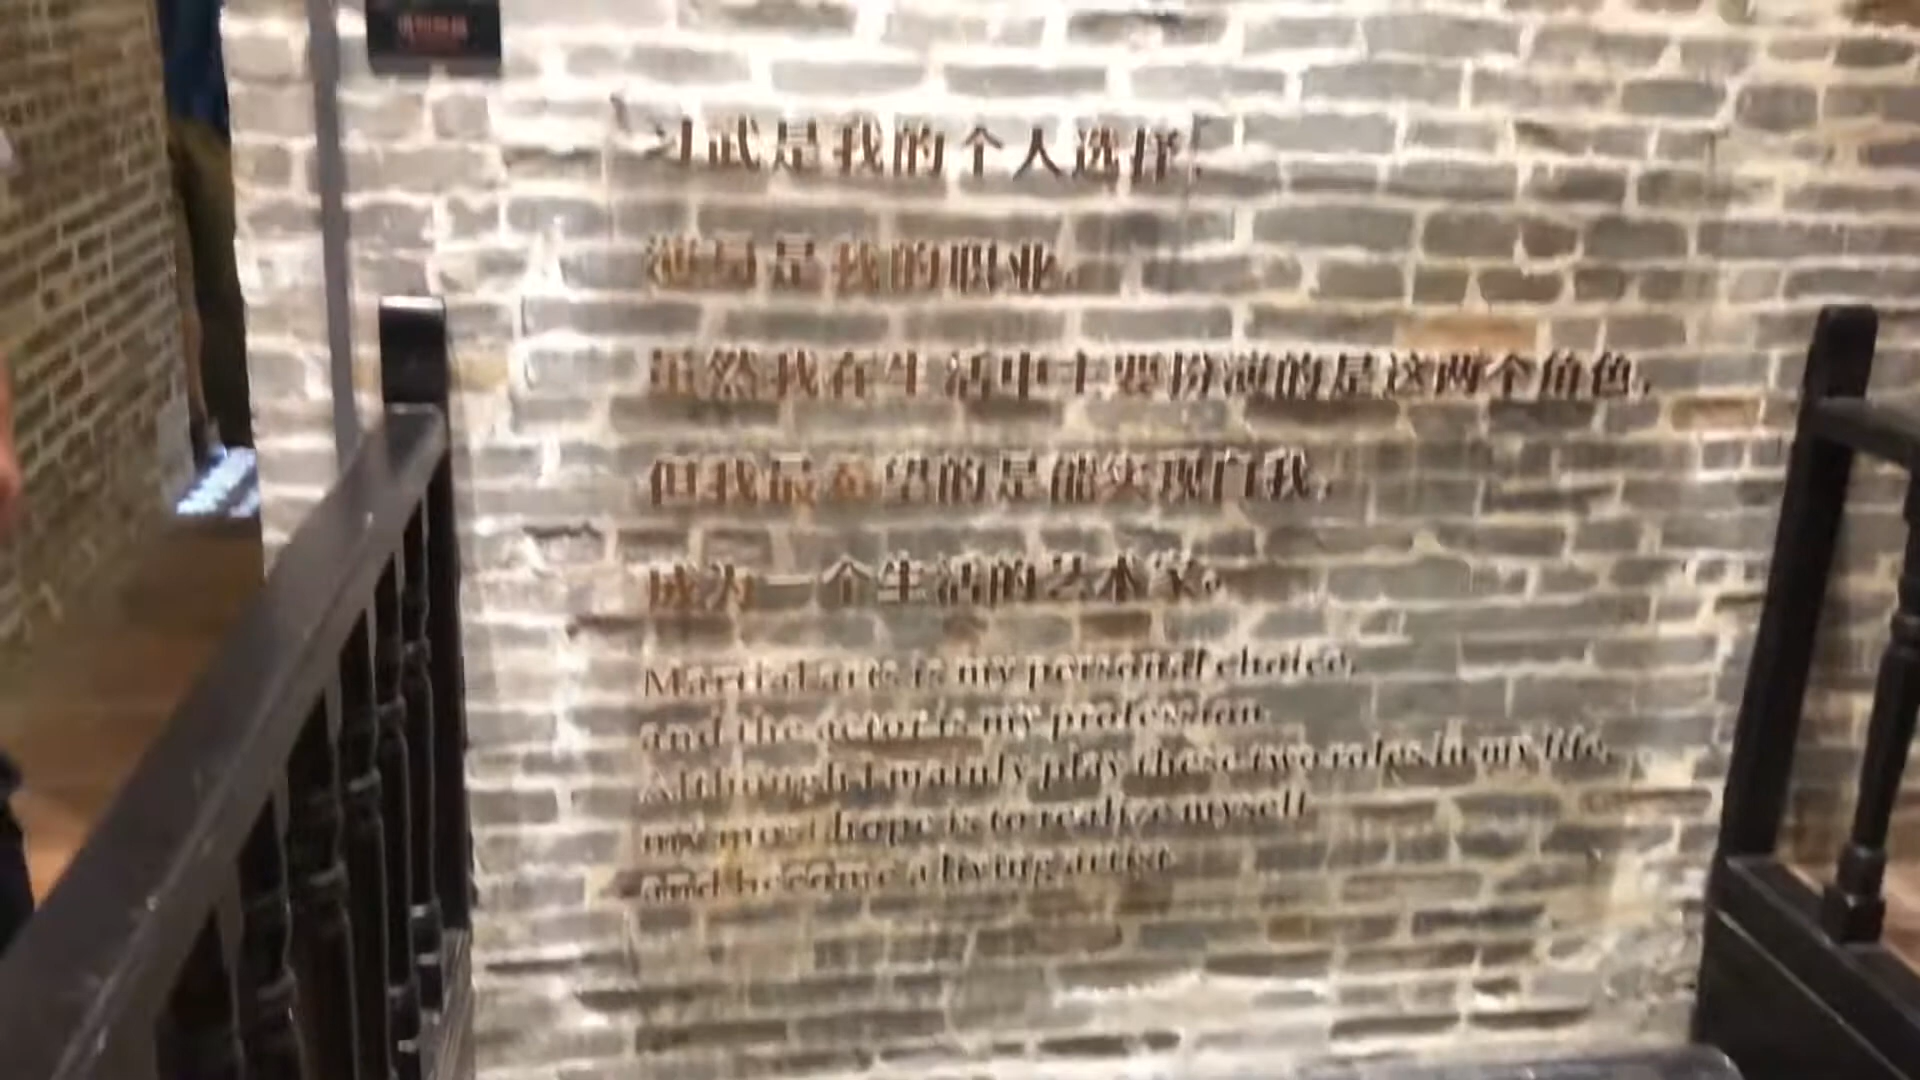 习武是我的个人选择，
演员是我的职业。
虽然我在生活中主要扮演的是这两个角色，
但我最希望的是能实现自我，
成为一个生活的艺术家。
Martial arts is my personal choice,
and the actor is my profession
Although I mainly play these two roles in my life,
my most hope is to realize myself
and become a living artist